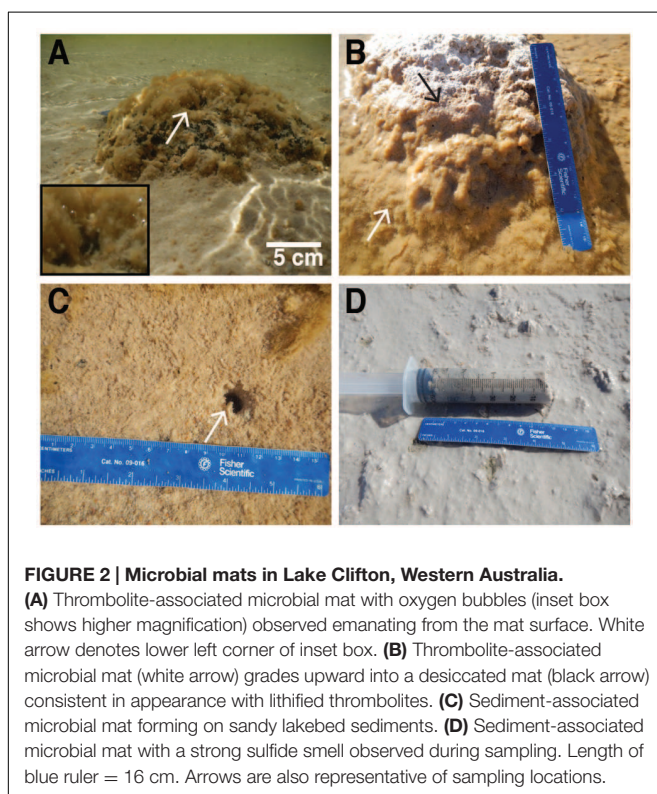 A
B
5 cm
C
D
CENTIMETERS
Cat. No. 09-016
Fisher
Scientific
Fisher
Scientific
Fisher
Scientific
FIGURE 2 | Microbial mats in Lake Clifton, Western Australia.
(A) Thrombolite-associated microbial mat with oxygen bubbles (inset box
shows higher magnification) observed emanating from the mat surface. White
arrow denotes lower left corner of inset box. (B) Thrombolite-associated
microbial mat (white arrow) grades upward into a desiccated mat (black arrow)
consistent in appearance with lithified thrombolites. (C) Sediment-associated
microbial mat forming on sandy lakebed sediments. (D) Sediment-associated
microbial mat with a strong sulfide smell observed during sampling. Length of
blue ruler = 16 cm. Arrows are also representative of sampling locations.